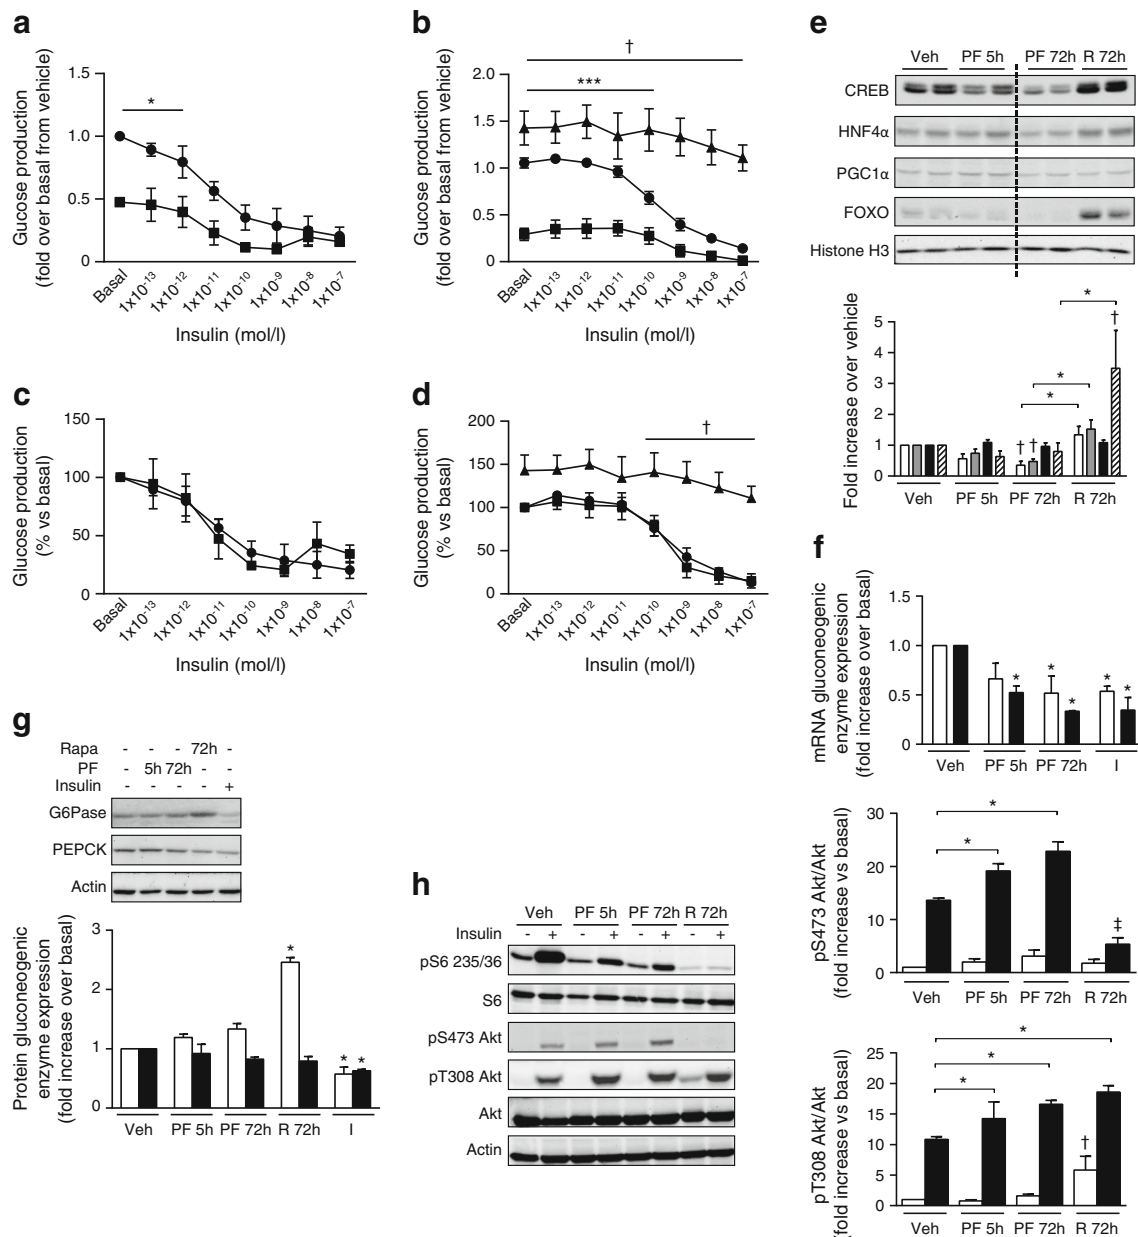 a
Gucose production
(fold over basal from vehicle)
1.5
1.0
0.5
0
*
Basal
1x10-13
1x10-12
1x10-11
1x10-10
1x10-9
1x10-8
1x10-7
Insulin (mol/l)
b
Glucose production
(fold over basal from vehicle)
2.0
1.5
1.0
0.5
0
†
***
Basal
1x10-13
1x10-12
1x10-11
1x10-10
1x10-9
1x10-8
1x10-7
Insulin (mol/l)
c
Glucose production
(% vs basal)
150
100
50
0
Basal
1x10-13
1x10-12
1x10-11
1x10-10
1x10-9
1x10-8
1x10-7
Insulin (mol/l)
d
Glucose production
(% vs basal)
200
150
100
50
0
†
Basal
1x10-13
1x10-12
1x10-11
1x10-10
1x10-9
1x10-8
1x10-7
Insulin (mol/l)
e
Veh PF 5h PF 72h R 72h
CREB
HNF4α
PGC1α
FOXO
Histone H3
Fold increase over vehicle
5
4
3
2
1
0
* † * * † †
Veh PF 5h PF 72h R 72h
f
mRNA gluconeogenic
enzyme expression
(fold increase over basal)
1.5
1.0
0.5
0
* * * * *
Veh PF 5h PF 72h I
g
Rapa - - - 72h -
PF - 5h 72h - -
Insulin - - - - +
G6Pase
PEPCK
Actin
Protein gluconeogenic
enzyme expression
(fold increase over basal)
3
2
1
0
* * *
Veh PF 5h PF 72h R 72h I
h
Veh PF 5h PF 72h R 72h
Insulin - + - + - + - +
pS6 235/36
S6
pS473 Akt
pT308 Akt
Akt
Actin
pS473 Akt/Akt
(fold increase vs basal)
30
20
10
0
* * ‡
Veh PF 5h PF 72h R 72h
pT308 Akt/Akt
(fold increase vs basal)
25
20
15
10
5
0
* * * †
Veh PF 5h PF 72h R 72h